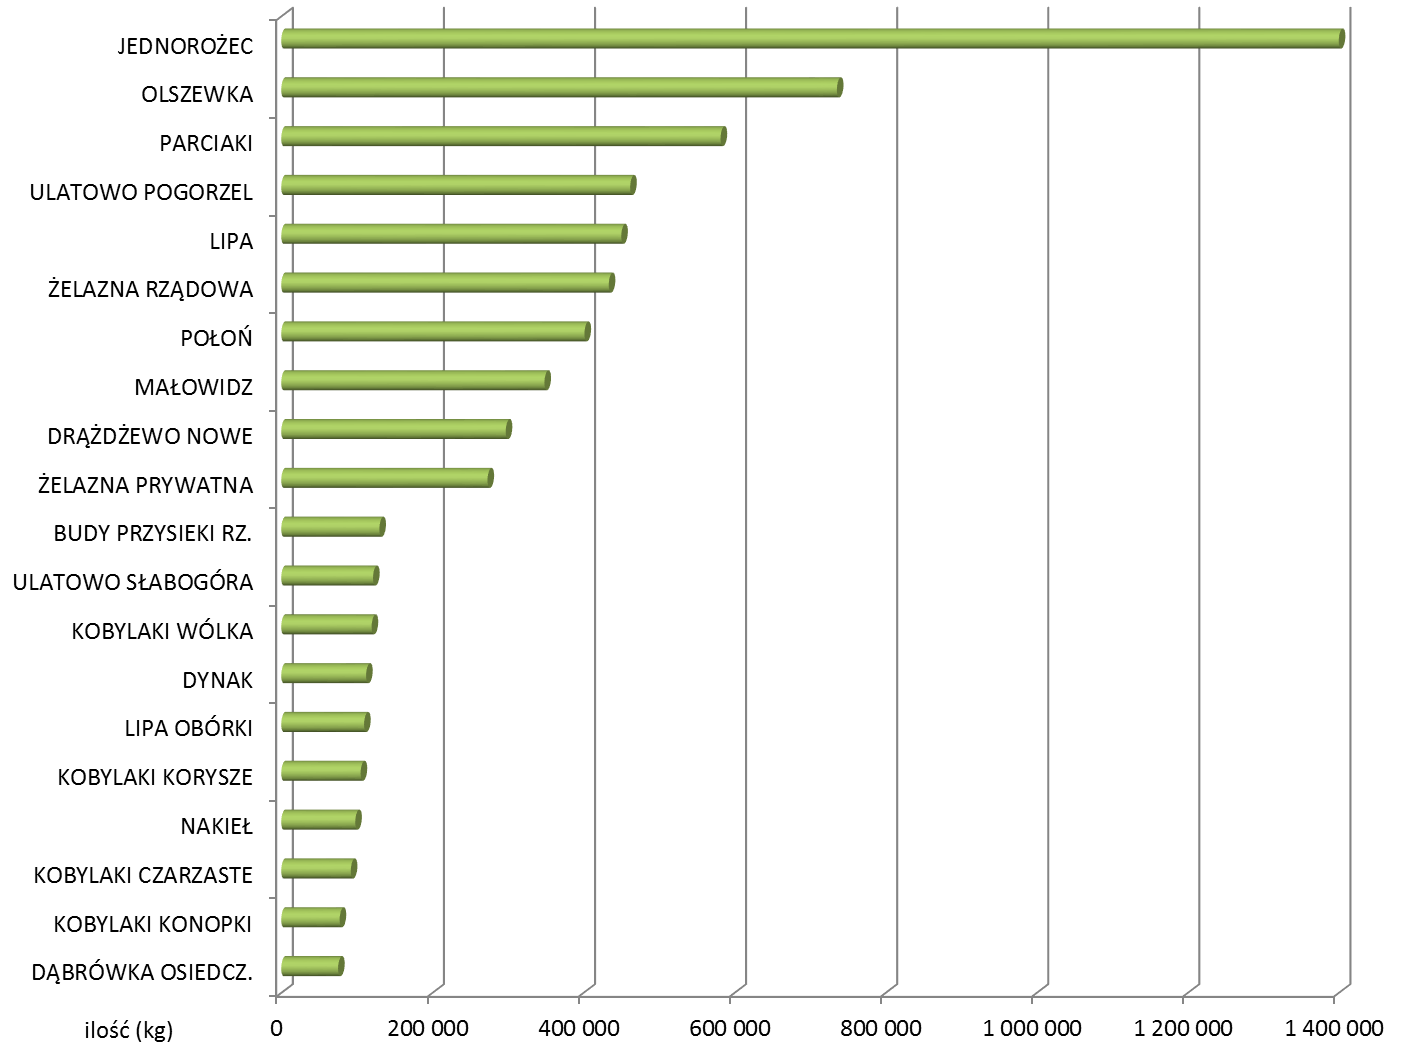 JEDNOROŻEC
OLSZEWKA
PARCIAKI
ULATOWO POGORZEL
LIPA
ŻELAZNA RZĄDOWA
POŁOŃ
MAŁOWIDZ
DRĄŻDŻEWO NOWE
ŻELAZNA PRYWATNA
BUDY PRZYSIEKI RZ.
ULATOWO SŁABOGÓRA
KOBYLAKI WÓLKA
DYNAK
LIPA OBÓRKI
KOBYLAKI KORYSZE
NAKIEŁ
KOBYLAKI CZARZASTE
KOBYLAKI KONOPKI
DĄBRÓWKA OSIEDCZ.
ilość (kg) 0 200 000 400 000 600 000 800 000 1 000 000 1 200 000 1 400 000